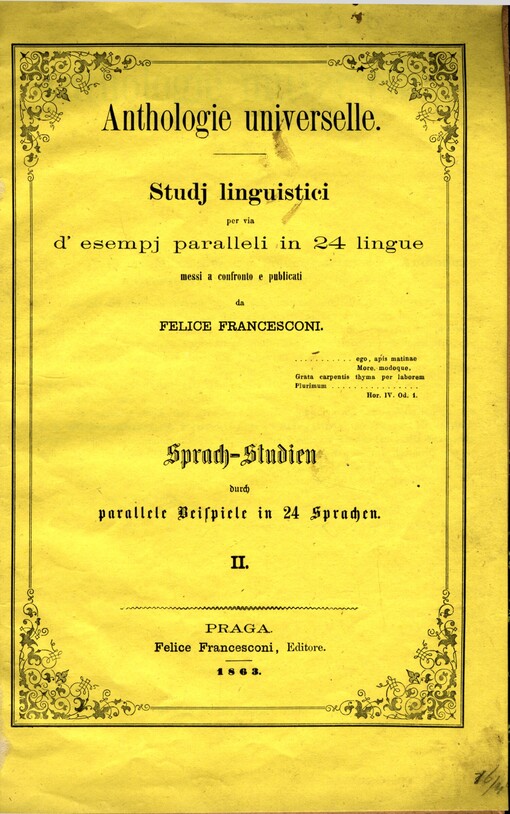 Anthologie universelle.
Studj linguistici
per via
d' esempj paralleli in 24 lingue
messi a confronto e publicati
da
FELICE FRANCESCONI.
........... ego, apis matinae
More. modoque.
Grata carpentis thyma per laborem
Plurimum ................
Hor. IV. Od. 1.
Sprach-Studien
durch
parallele Beiſpiele in 24 Sprachen.
II.
PRAGA.
Felice Francesconi, Editore.
1863.